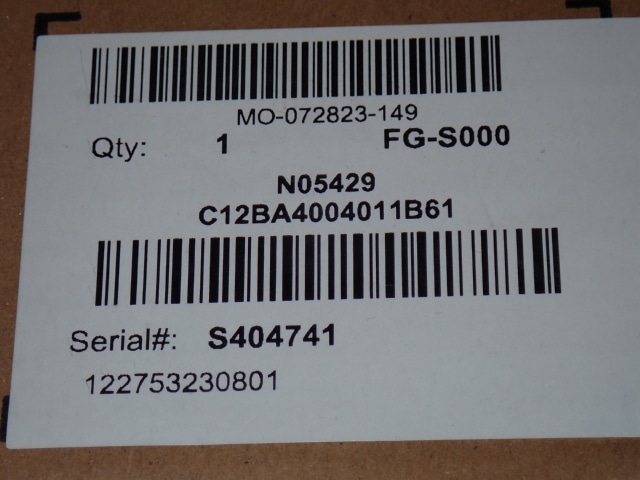 MO-072823-149
Qty: 1 FG-S000
N05429
C12BA4004011B61
Serial#: S404741
122753230801